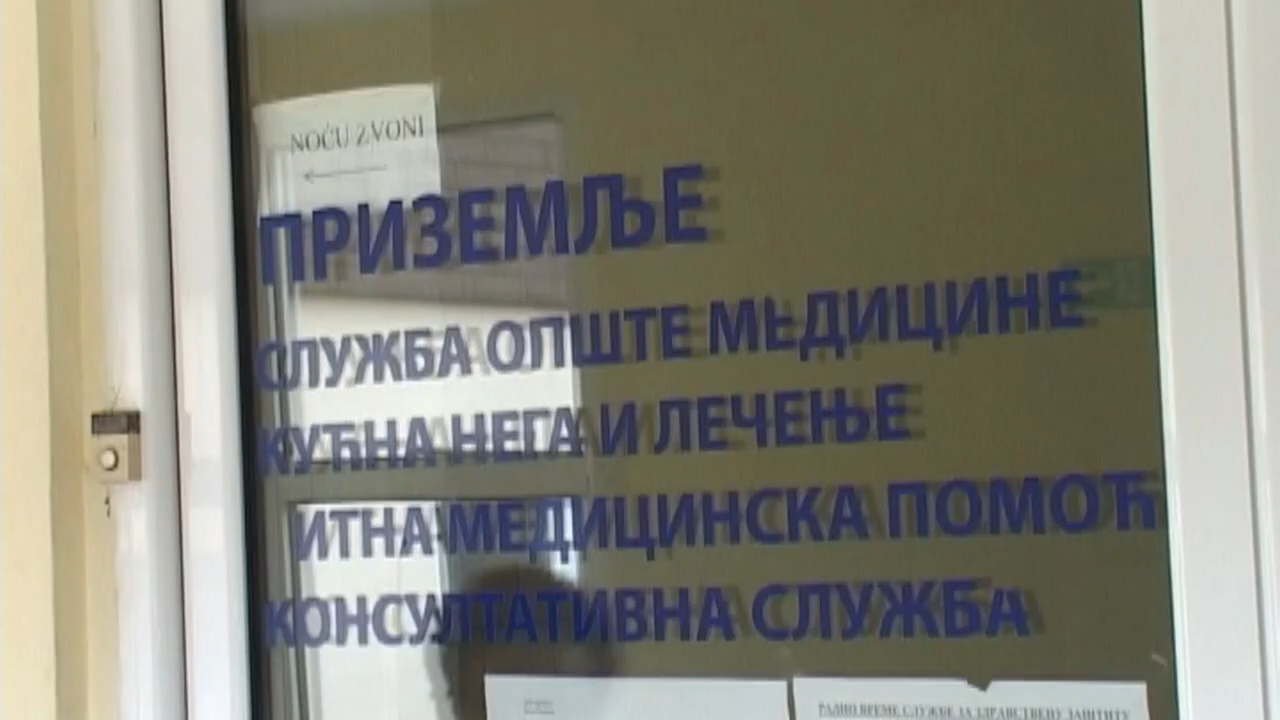 NOĆU ZVONI
ПРИЗЕМЉЕ
СЛУЖБА ОПШТЕ МЕДИЦИНЕ
КУЋНА НЕГА И ЛЕЧЕЊЕ
ИТНА МЕДИЦИНСКА ПОМОЋ
КОНСУЛТАТИВНА СЛУЖБА
РАДНО ВРЕМЕ СЛУЖБЕ ЗА ЗДРАВСТВЕНУ ЗАШТИТУ